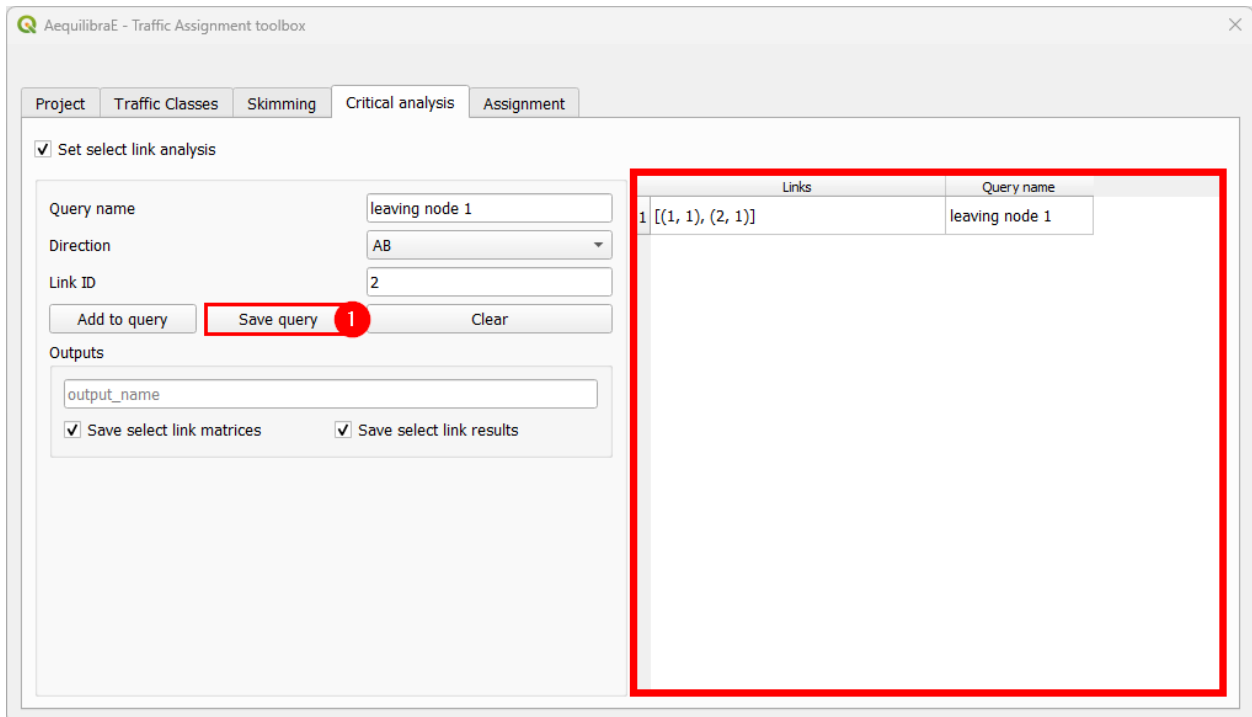 AequilibraE - Traffic Assignment toolbox
Project Traffic Classes Skimming Critical analysis Assignment
Set select link analysis
Query name leaving node 1
Direction AB
Link ID 2
Add to query Save query 1 Clear
Outputs
output_name
Save select link matrices Save select link results
Links Query name
1 [(1, 1), (2, 1)] leaving node 1